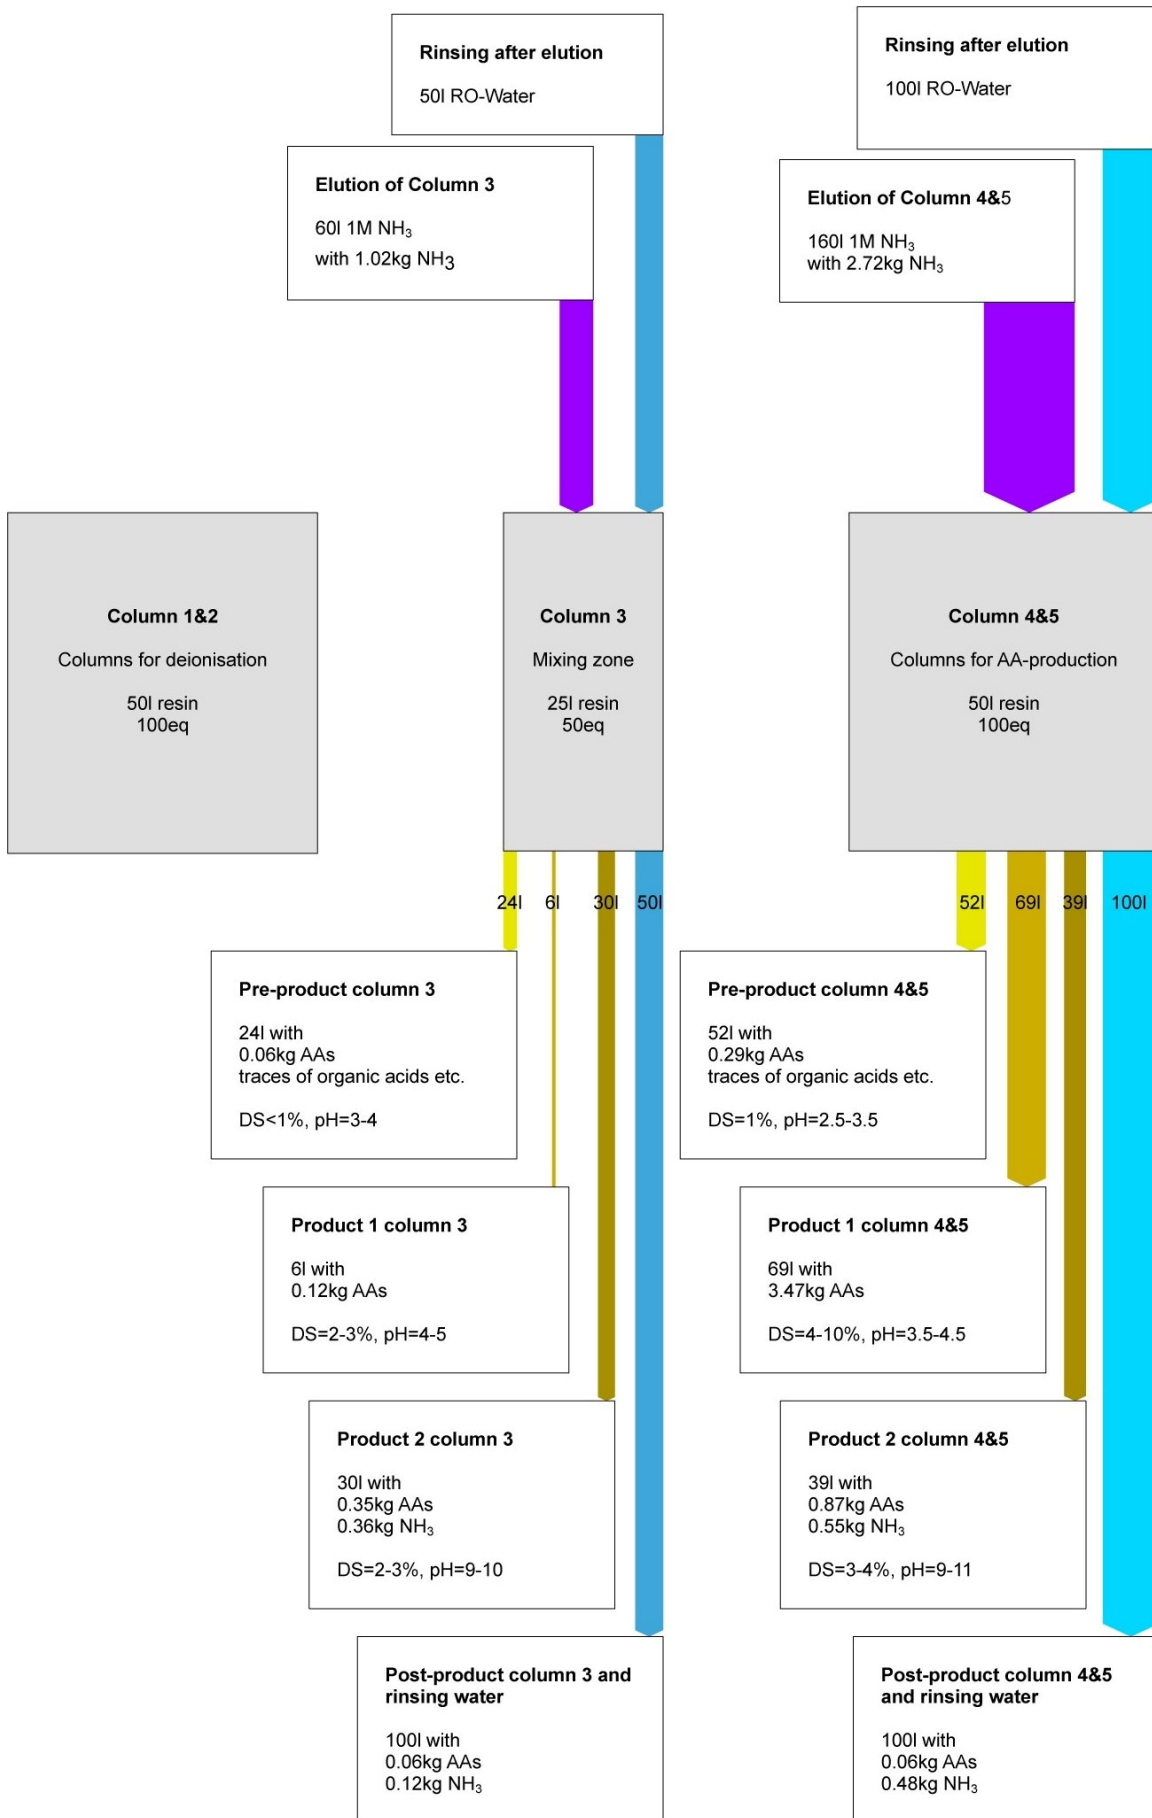 Rinsing after elution
50l RO-Water
Rinsing after elution
100l RO-Water
Elution of Column 3
60l 1M NH₃
with 1.02kg NH3
Elution of Column 4&5
160l 1M NH₃
with 2.72kg NH₃
Column 1&2
Columns for deionisation
50l resin
100eq
Column 3
Mixing zone
25l resin
50eq
Column 4&5
Columns for AA-production
50l resin
100eq
24l 6l 30l 50l
52l 69l 39l 100l
Pre-product column 3
24l with
0.06kg AAs
traces of organic acids etc.
DS<1%, pH=3-4
Pre-product column 4&5
52l with
0.29kg AAs
traces of organic acids etc.
DS=1%, pH=2.5-3.5
Product 1 column 3
6l with
0.12kg AAs
DS=2-3%, pH=4-5
Product 1 column 4&5
69l with
3.47kg AAs
DS=4-10%, pH=3.5-4.5
Product 2 column 3
30l with
0.35kg AAs
0.36kg NH₃
DS=2-3%, pH=9-10
Product 2 column 4&5
39l with
0.87kg AAs
0.55kg NH₃
DS=3-4%, pH=9-11
Post-product column 3 and
rinsing water
100l with
0.06kg AAs
0.12kg NH₃
Post-product column 4&5
and rinsing water
100l with
0.06kg AAs
0.48kg NH₃